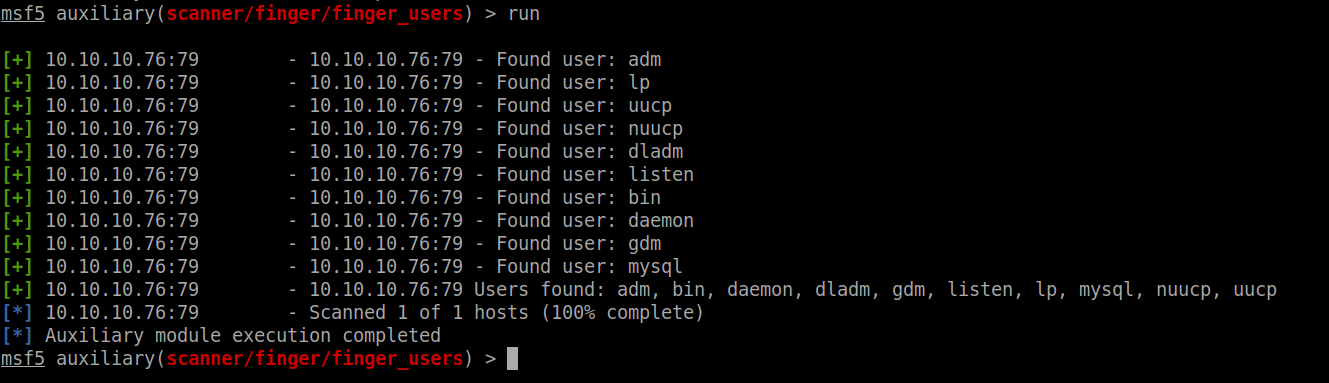 msf5 auxiliary(scanner/finger/finger_users) > run
[+] 10.10.10.76:79        - 10.10.10.76:79 - Found user: adm
[+] 10.10.10.76:79        - 10.10.10.76:79 - Found user: lp
[+] 10.10.10.76:79        - 10.10.10.76:79 - Found user: uucp
[+] 10.10.10.76:79        - 10.10.10.76:79 - Found user: nuucp
[+] 10.10.10.76:79        - 10.10.10.76:79 - Found user: dladm
[+] 10.10.10.76:79        - 10.10.10.76:79 - Found user: listen
[+] 10.10.10.76:79        - 10.10.10.76:79 - Found user: bin
[+] 10.10.10.76:79        - 10.10.10.76:79 - Found user: daemon
[+] 10.10.10.76:79        - 10.10.10.76:79 - Found user: gdm
[+] 10.10.10.76:79        - 10.10.10.76:79 - Found user: mysql
[+] 10.10.10.76:79        - 10.10.10.76:79 Users found: adm, bin, daemon, dladm, gdm, listen, lp, mysql, nuucp, uucp
[*] 10.10.10.76:79        - Scanned 1 of 1 hosts (100% complete)
[*] Auxiliary module execution completed
msf5 auxiliary(scanner/finger/finger_users) >